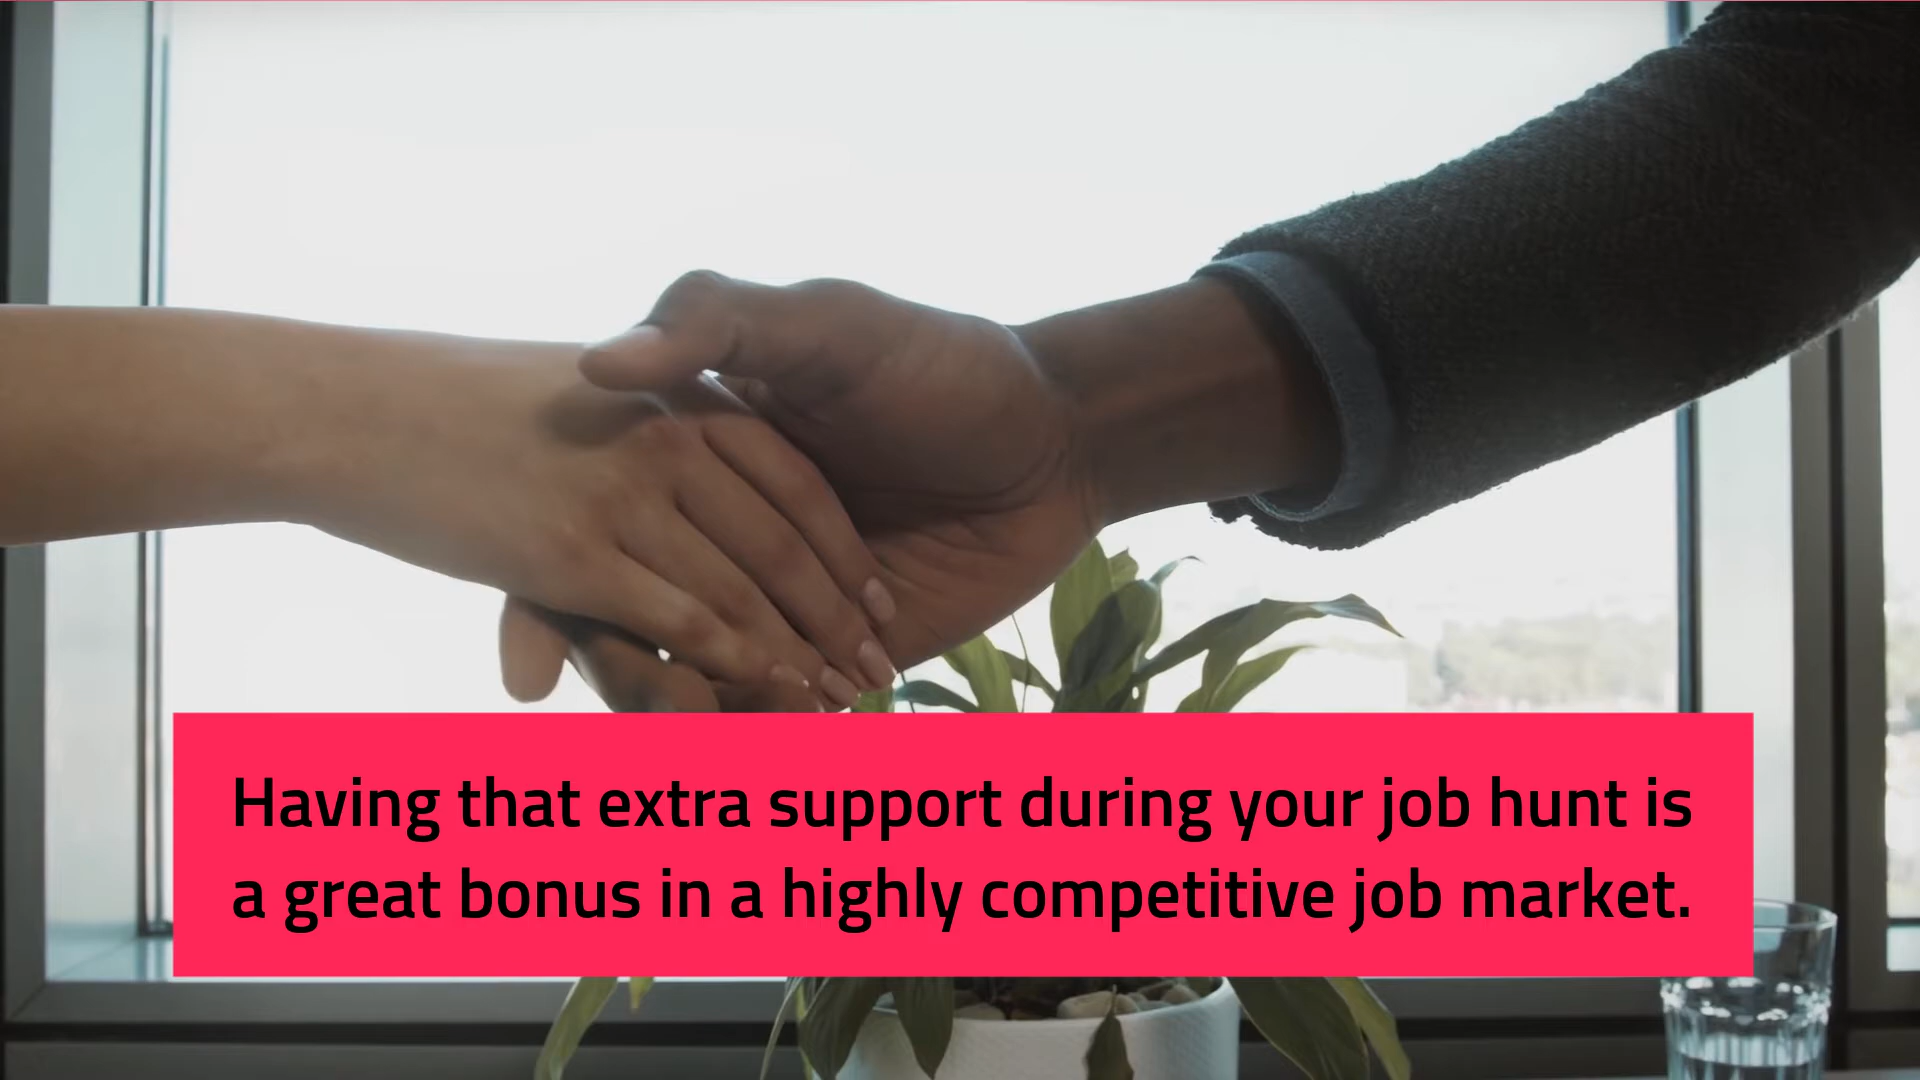 Having that extra support during your job hunt is
a great bonus in a highly competitive job market.